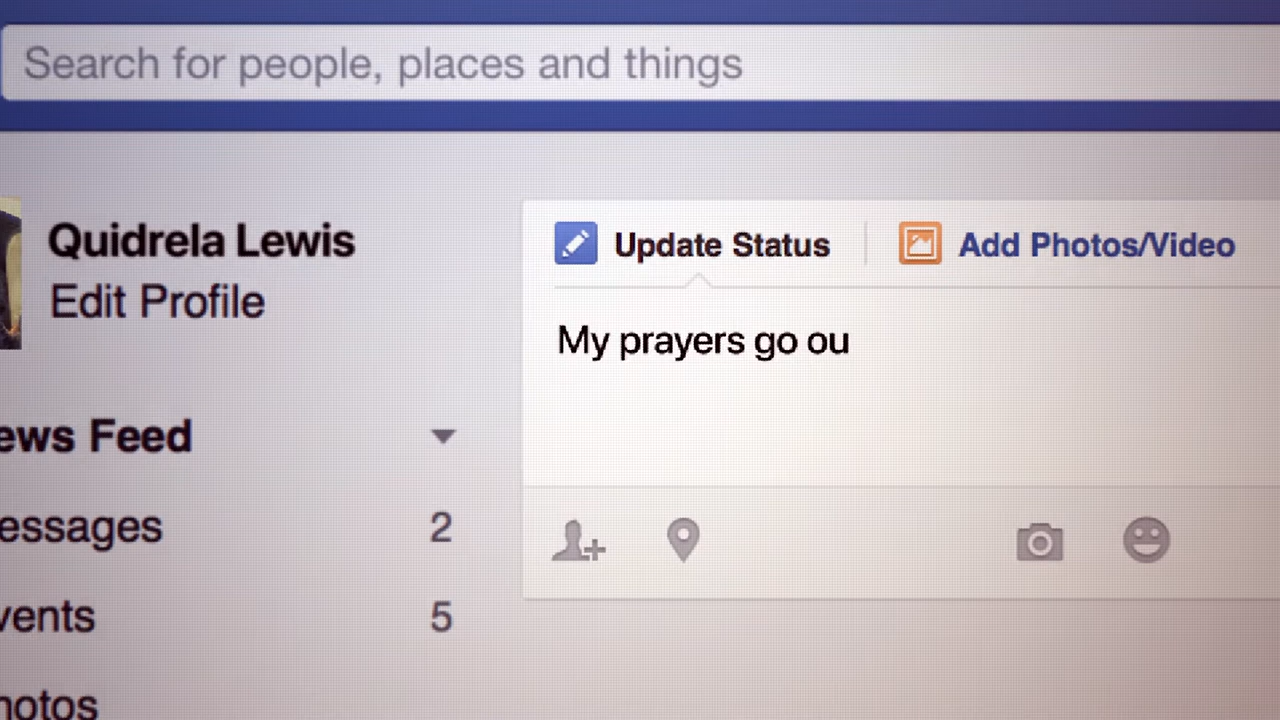 Search for people, places and things
Quidrela Lewis
Edit Profile
Update Status
Add Photos/Video
My prayers go ou
ews Feed
essages 2
vents 5
hotos